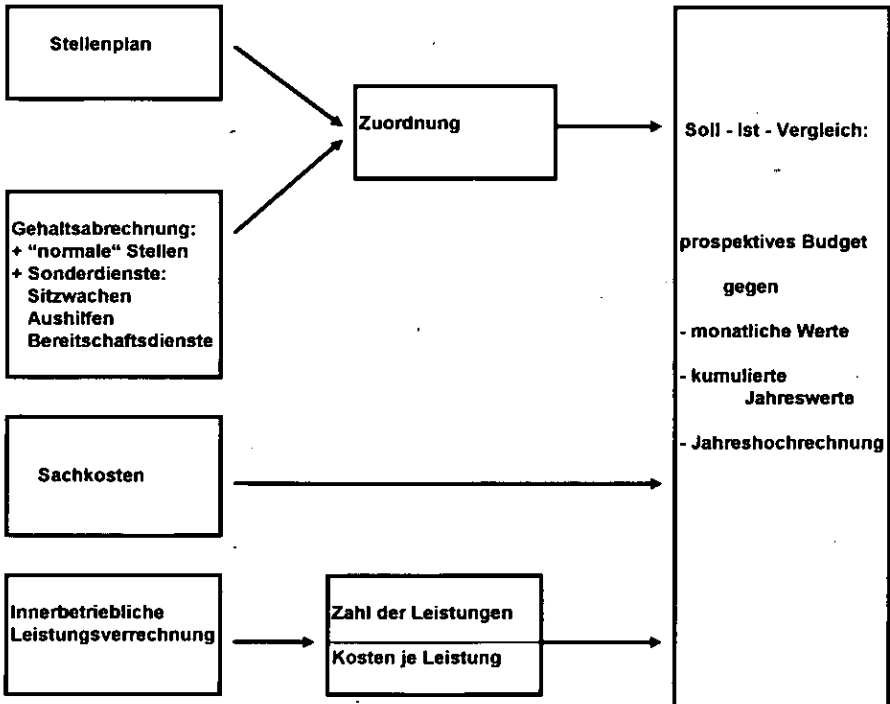 Stellenplan
Zuordnung
Soll - Ist - Vergleich:
Gehaltsabrechnung:
+ "normale" Stellen
+ Sonderdienste:
Sitzwachen
Aushilfen
Bereitschaftsdienste
prospektives Budget
gegen
- monatliche Werte
- kumulierte
Jahreswerte
- Jahreshochrechnung
Sachkosten
Innerbetriebliche
Leistungsverrechnung
Zahl der Leistungen
Kosten je Leistung